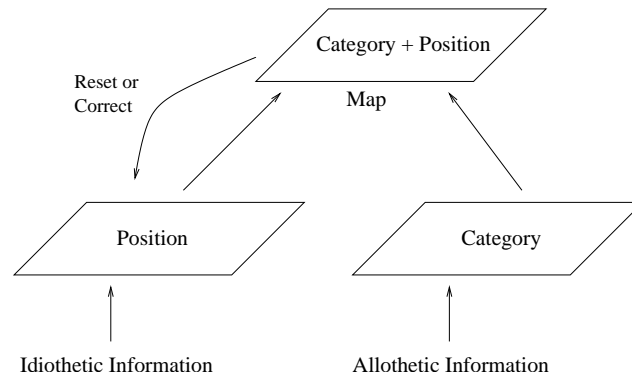 Category + Position
Reset or
Correct
Map
Position
Category
Idiothetic Information
Allothetic Information